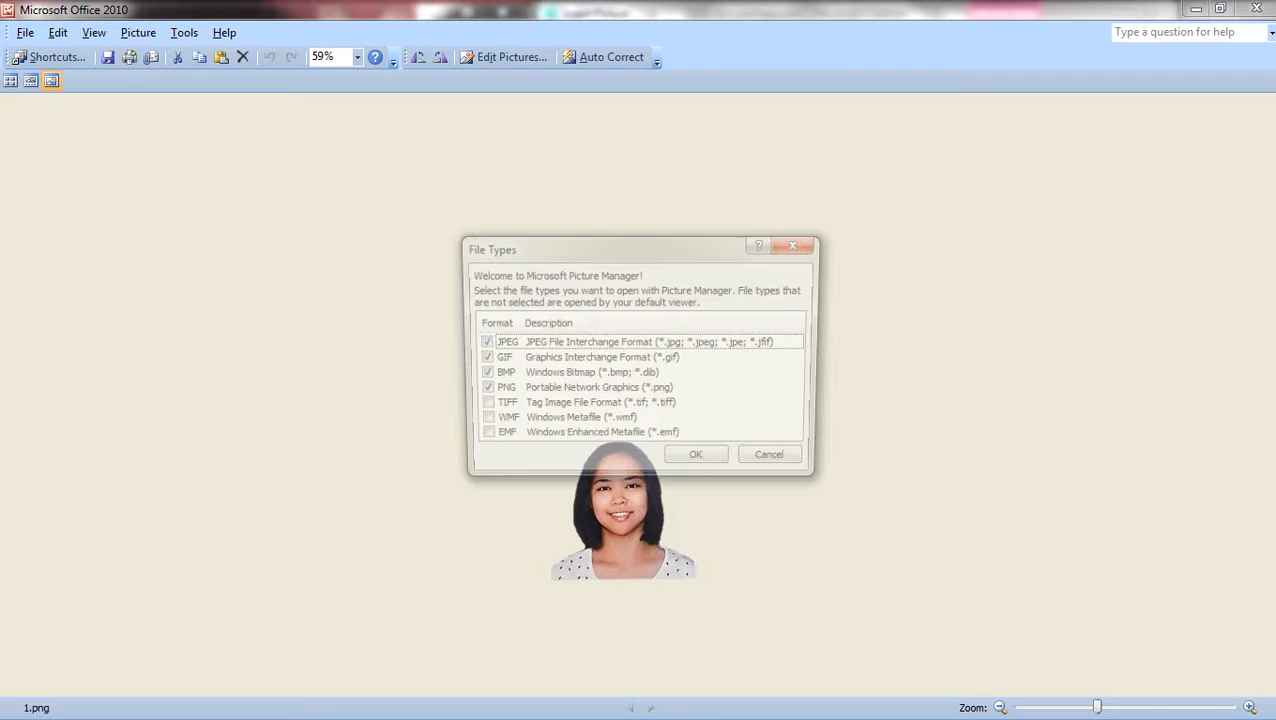 Microsoft Office 2010
File Edit View Picture Tools Help
Type a question for help
Shortcuts... 59% Edit Pictures... Auto Correct
File Types
Welcome to Microsoft Picture Manager!
Select the file types you want to open with Picture Manager. File types that
are not selected are opened by your default viewer.
Format Description
JPEG JPEG File Interchange Format (*.jpg; *.jpeg; *.jpe; *.jfif)
GIF Graphics Interchange Format (*.gif)
BMP Windows Bitmap (*.bmp; *.dib)
PNG Portable Network Graphics (*.png)
TIFF Tag Image File Format (*.tif; *.tiff)
WMF Windows Metafile (*.wmf)
EMF Windows Enhanced Metafile (*.emf)
OK Cancel
1.png
Zoom: